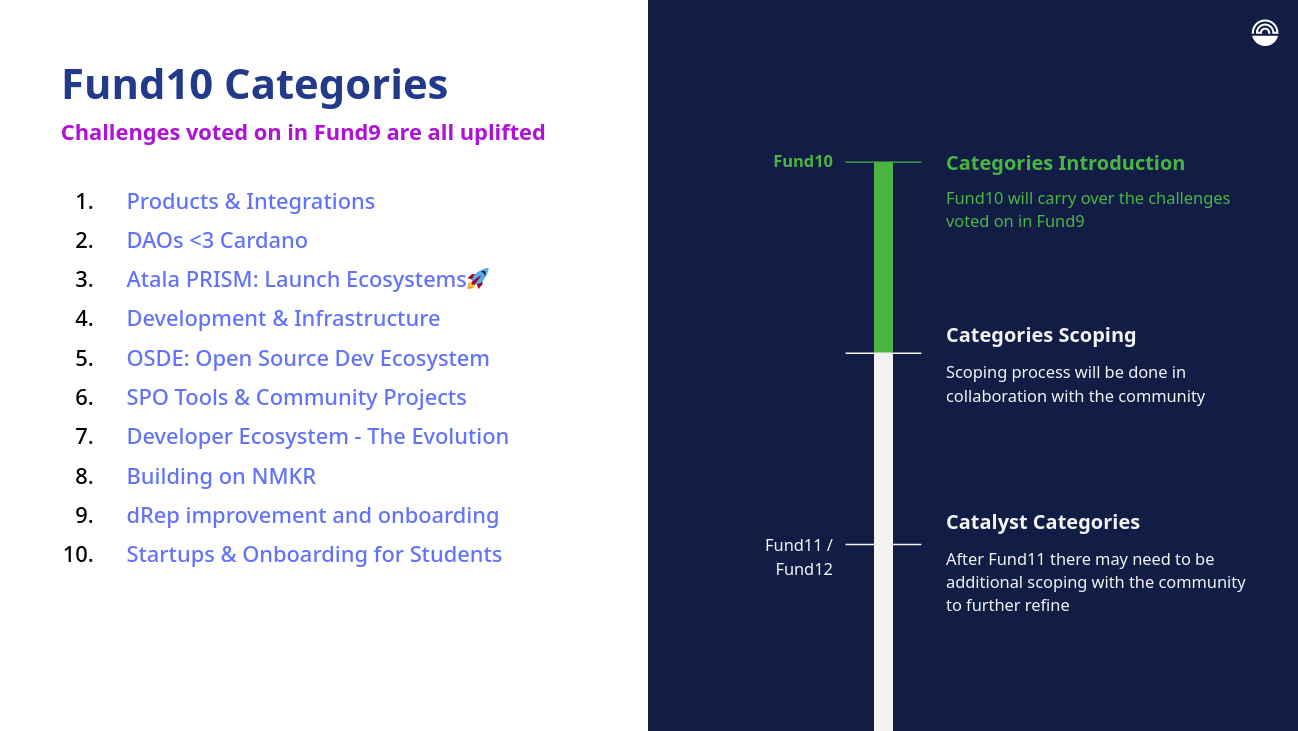 Fund10 Categories
Challenges voted on in Fund9 are all uplifted
1. Products & Integrations
2. DAOs <3 Cardano
3. Atala PRISM: Launch Ecosystems🚀
4. Development & Infrastructure
5. OSDE: Open Source Dev Ecosystem
6. SPO Tools & Community Projects
7. Developer Ecosystem - The Evolution
8. Building on NMKR
9. dRep improvement and onboarding
10. Startups & Onboarding for Students
Fund10
Categories Introduction
Fund10 will carry over the challenges
voted on in Fund9
Categories Scoping
Scoping process will be done in
collaboration with the community
Fund11 /
Fund12
Catalyst Categories
After Fund11 there may need to be
additional scoping with the community
to further refine